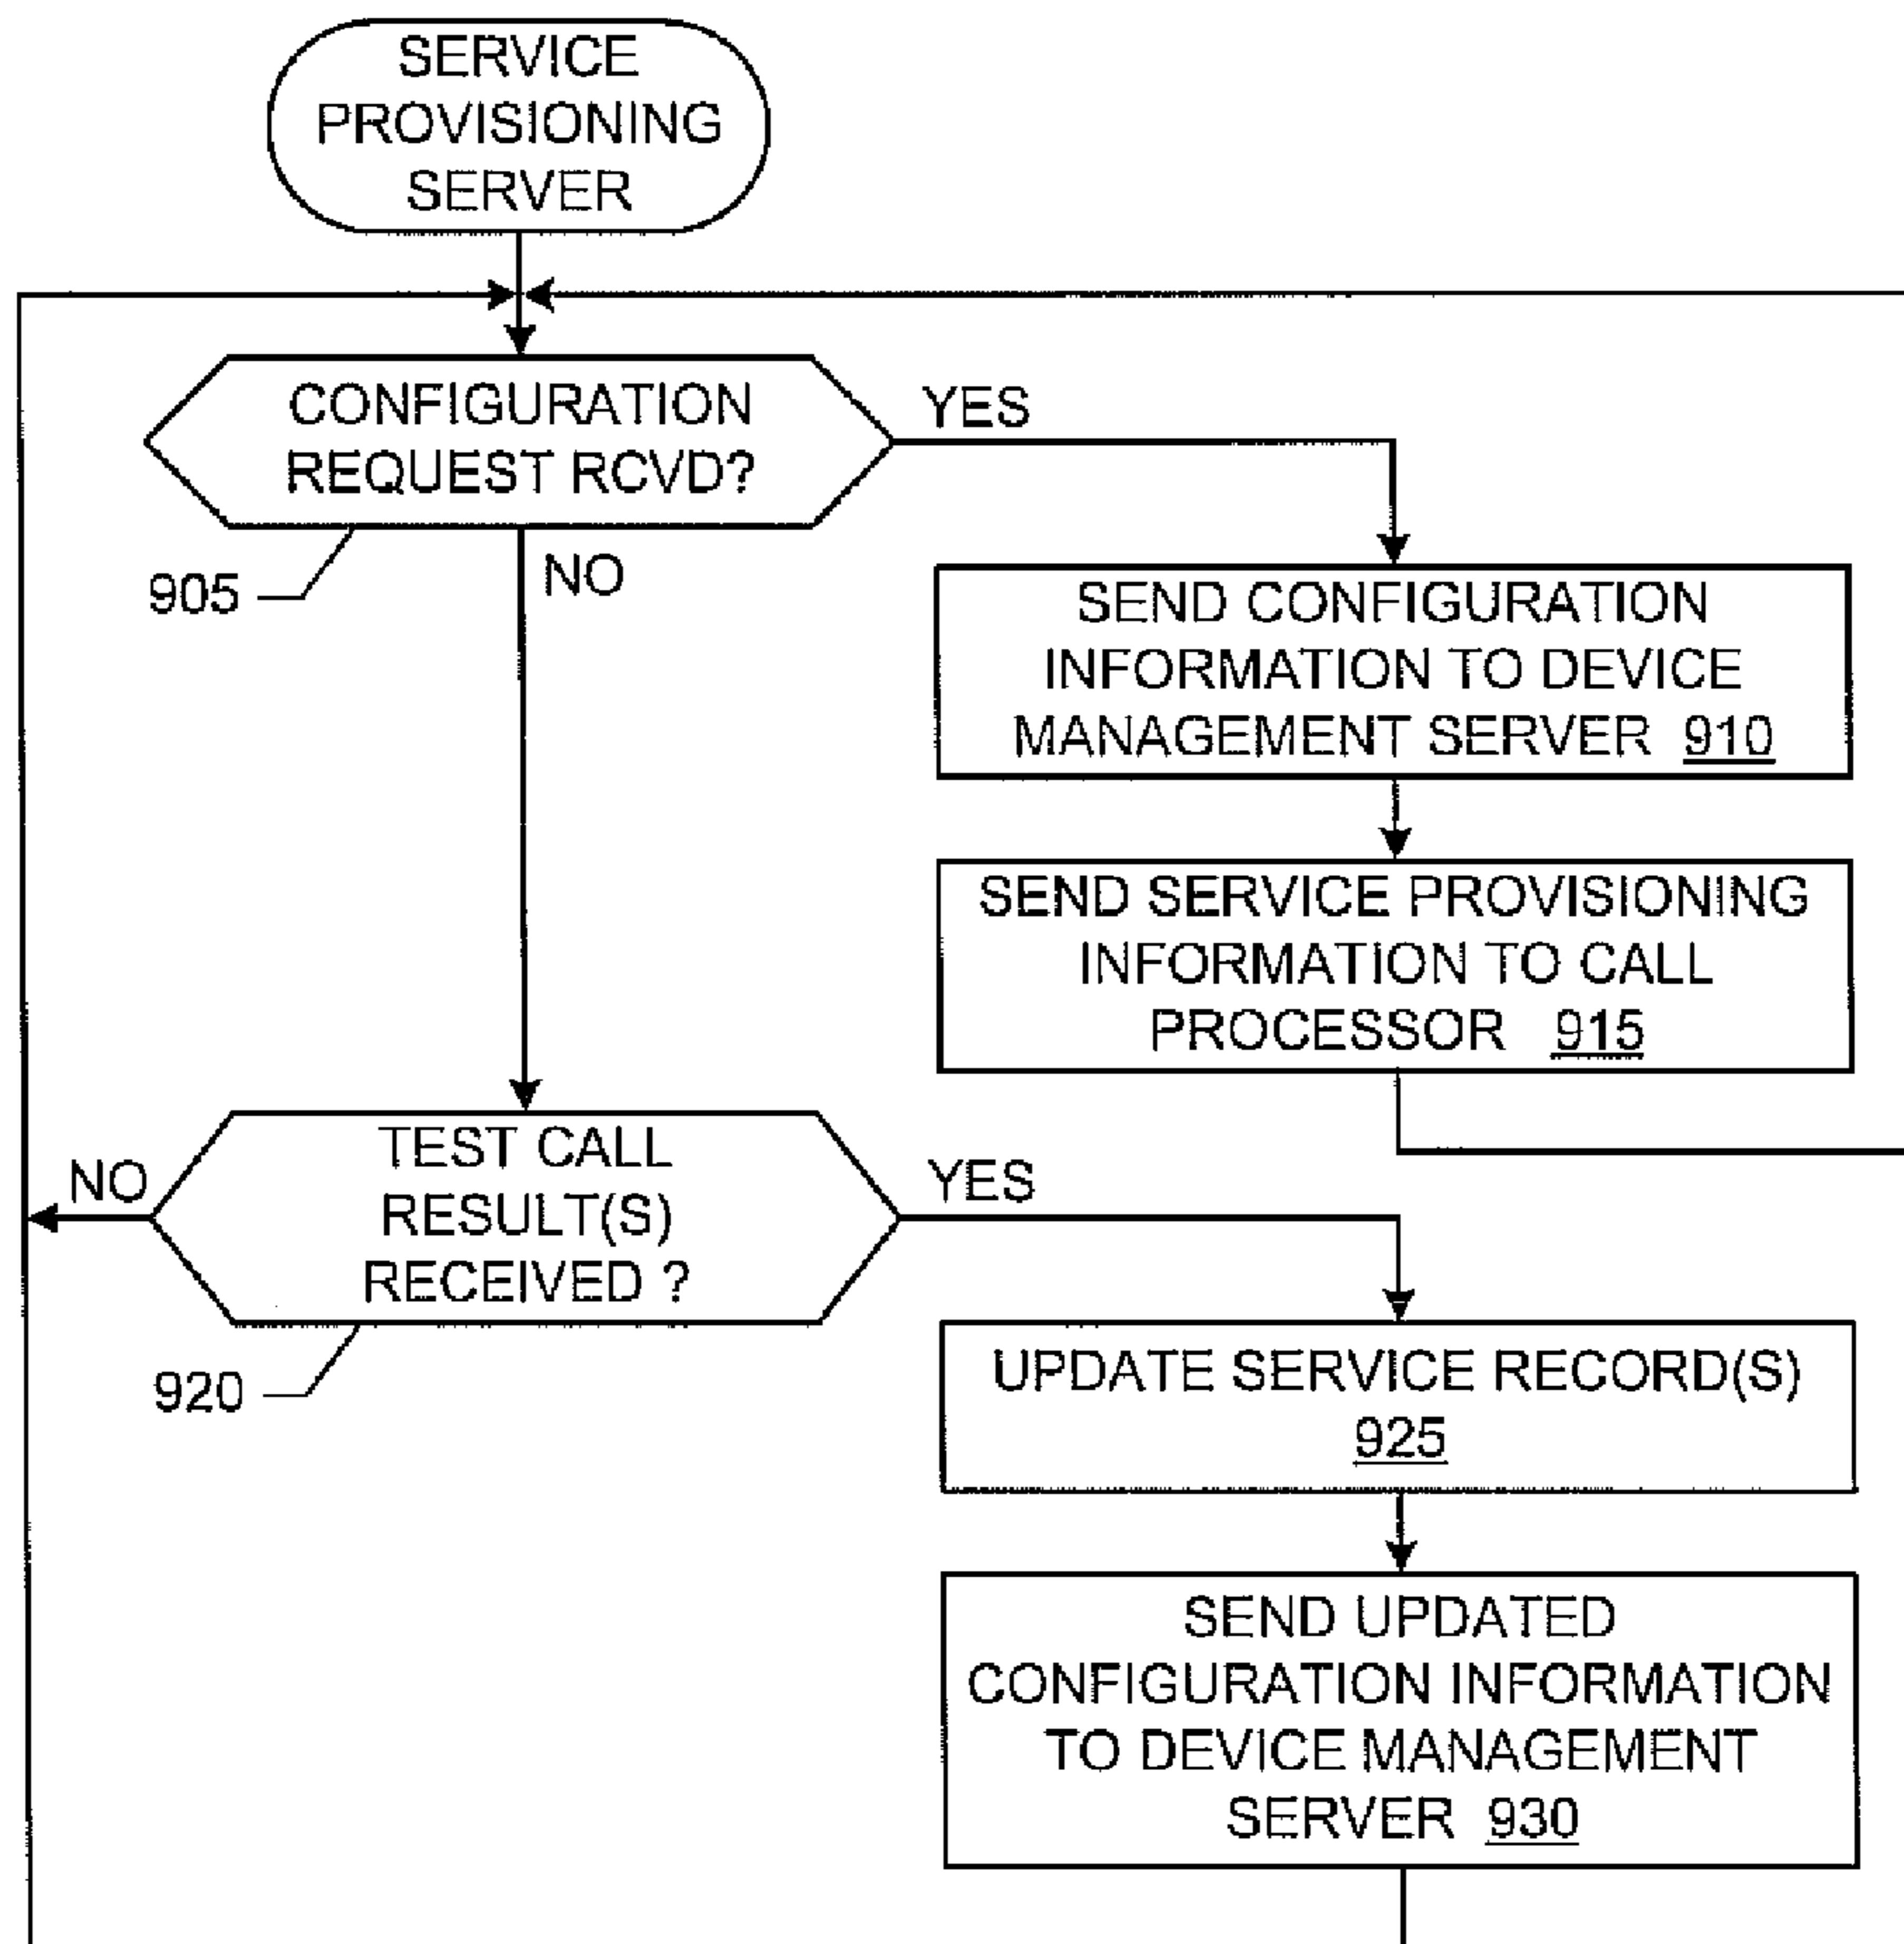 SERVICE
PROVISIONING
SERVER
CONFIGURATION
REQUEST RCVD?
YES
905
NO
SEND CONFIGURATION
INFORMATION TO DEVICE
MANAGEMENT SERVER 910
SEND SERVICE PROVISIONING
INFORMATION TO CALL
PROCESSOR 915
NO
TEST CALL
RESULT(S)
RECEIVED ?
YES
920
UPDATE SERVICE RECORD(S)
925
SEND UPDATED
CONFIGURATION INFORMATION
TO DEVICE MANAGEMENT
SERVER 930